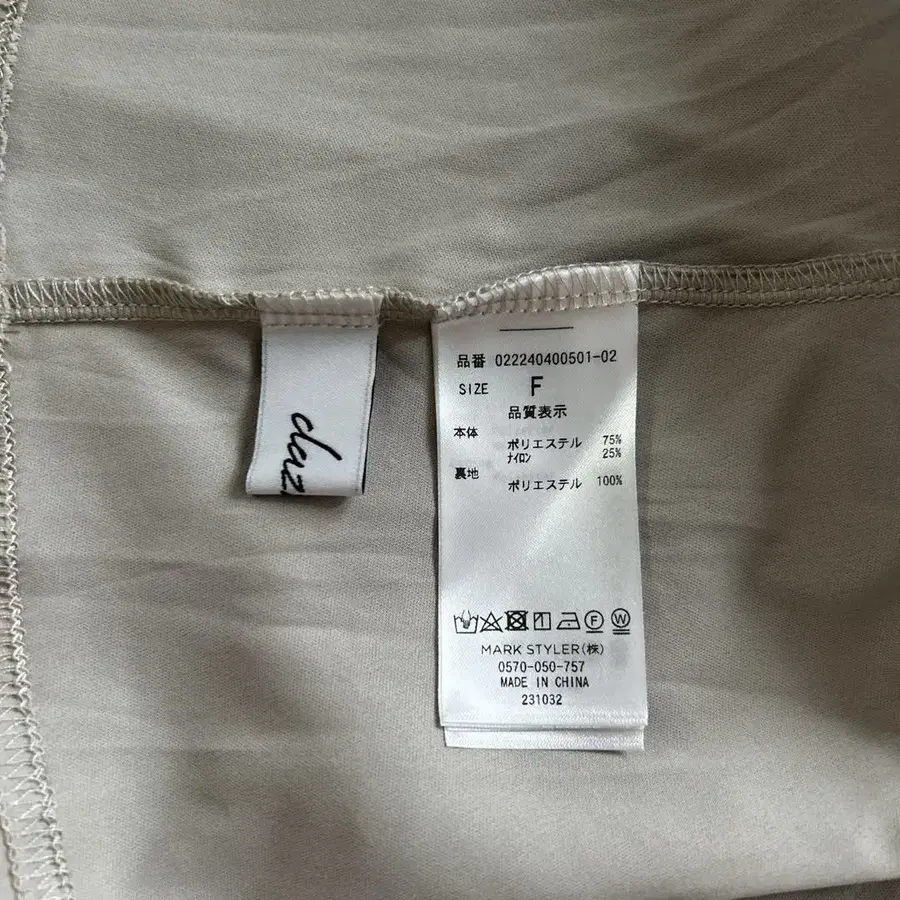 daz
品番 022240400501-02
SIZE F
品質表示
本体
ポリエステル 75%
ナイロン 25%
裏地
ポリエステル 100%
F W
MARK STYLER(株)
0570-050-757
MADE IN CHINA
231032